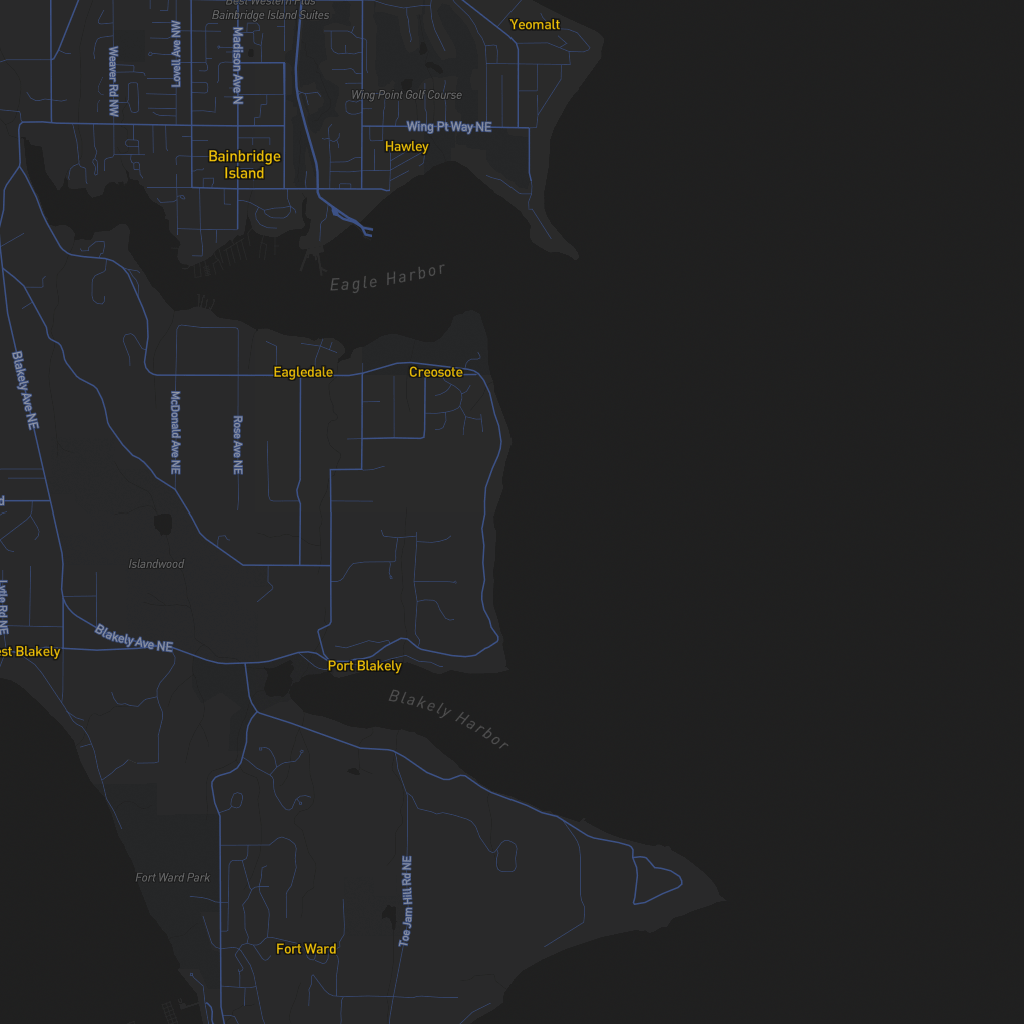 Best Western Plus
Bainbridge Island Suites
Yeomalt
Weaver Rd NW
Lovell Ave NW
Madison Ave N
Wing Point Golf Course
Wing Pt Way NE
Hawley
Bainbridge
Island
Eagle Harbor
Blakely Ave NE
Eagledale
Creosote
McDonald Ave NE
Rose Ave NE
Islandwood
Lytle Rd NE
Blakely Ave NE
est Blakely
Port Blakely
Blakely Harbor
Fort Ward Park
Toe Jam Hill Rd NE
Fort Ward